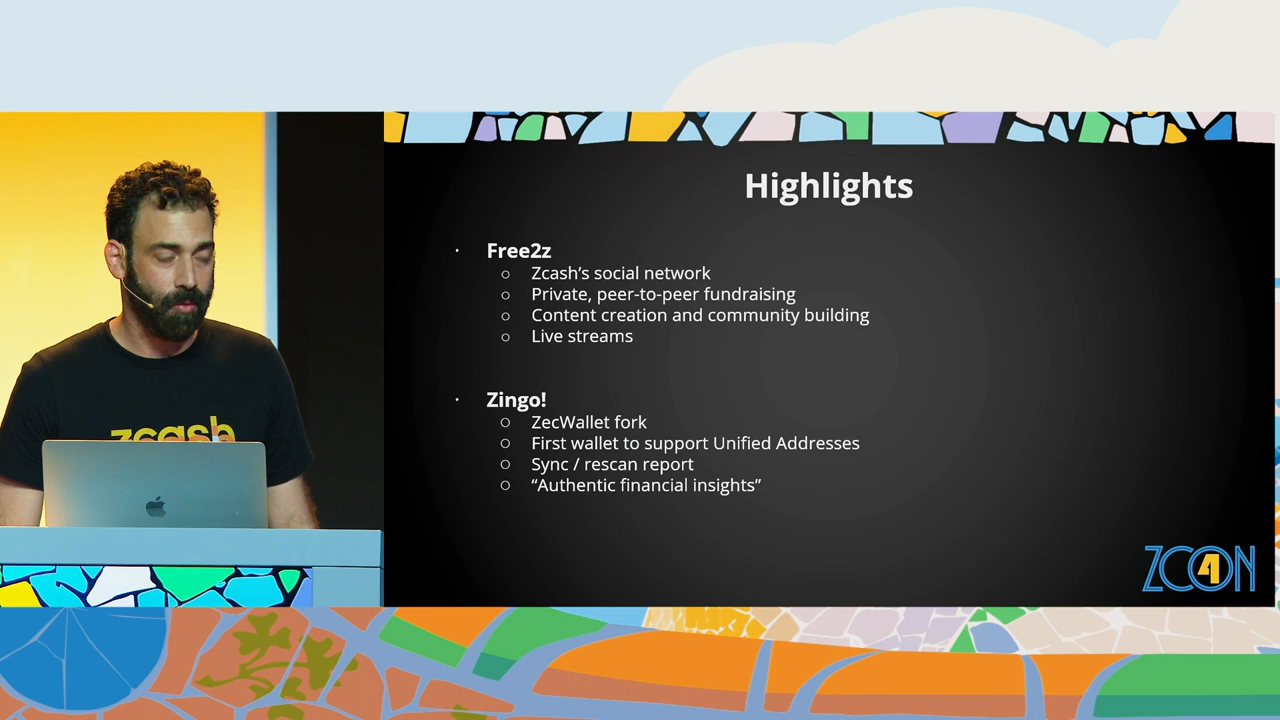 zcash
Highlights
· Free2z
○ Zcash’s social network
○ Private, peer-to-peer fundraising
○ Content creation and community building
○ Live streams
· Zingo!
○ ZecWallet fork
○ First wallet to support Unified Addresses
○ Sync / rescan report
○ “Authentic financial insights”
ZCON4